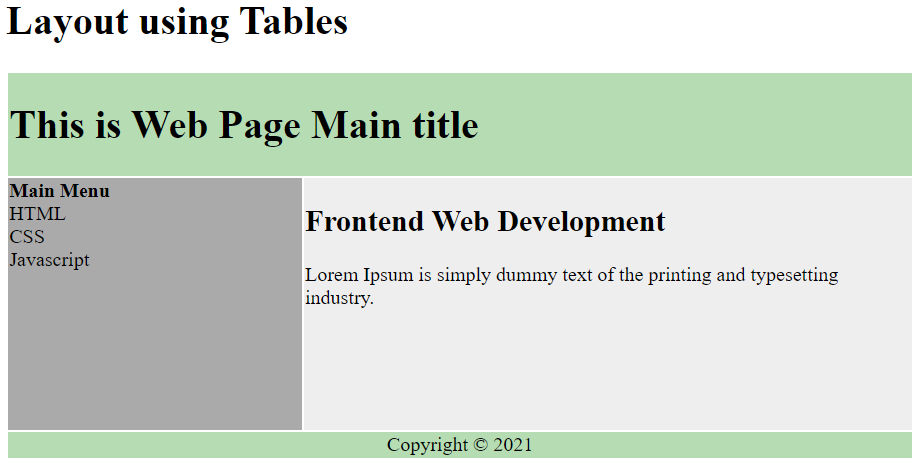 Layout using Tables
This is Web Page Main title
Main Menu
HTML
CSS
Javascript
Frontend Web Development
Lorem Ipsum is simply dummy text of the printing and typesetting
industry.
Copyright © 2021